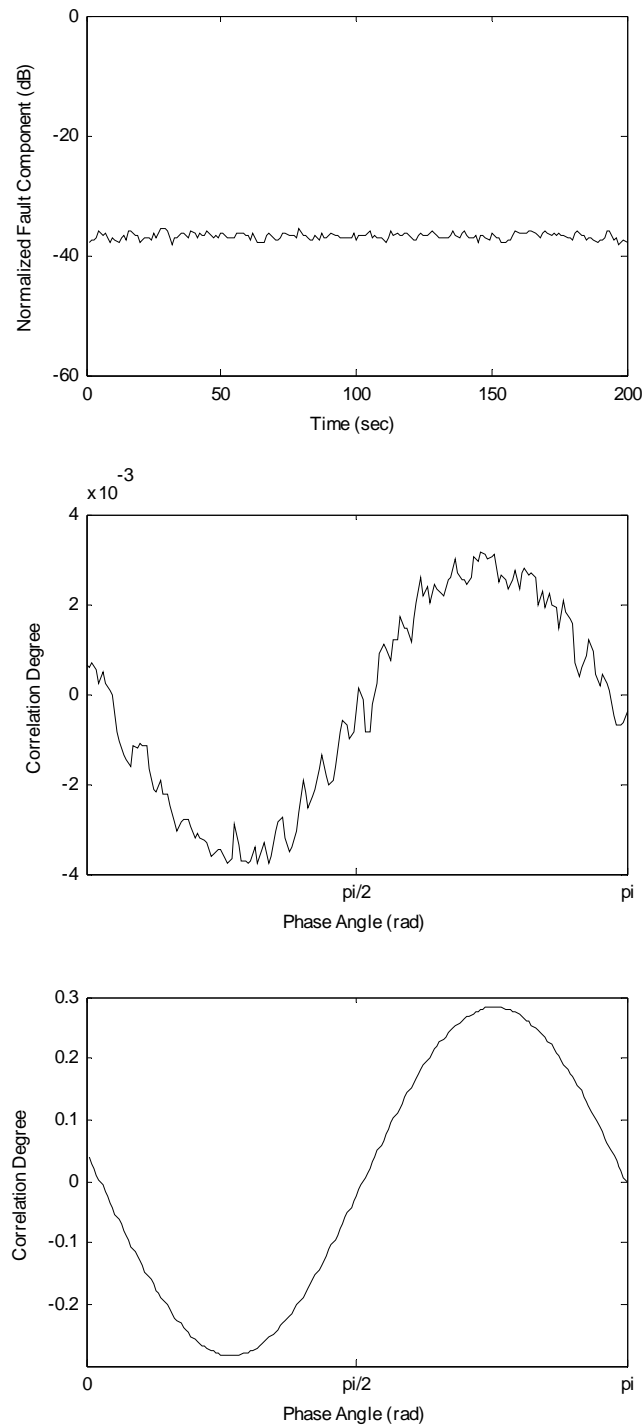 0
-20
-40
-60
Normalized Fault Component (dB)
0 50 100 150 200
Time (sec)
x 10
-3
4
2
0
-2
-4
Correlation Degree
pi/2 pi
Phase Angle (rad)
0.3
0.2
0.1
0
-0.1
-0.2
Correlation Degree
0 pi/2 pi
Phase Angle (rad)